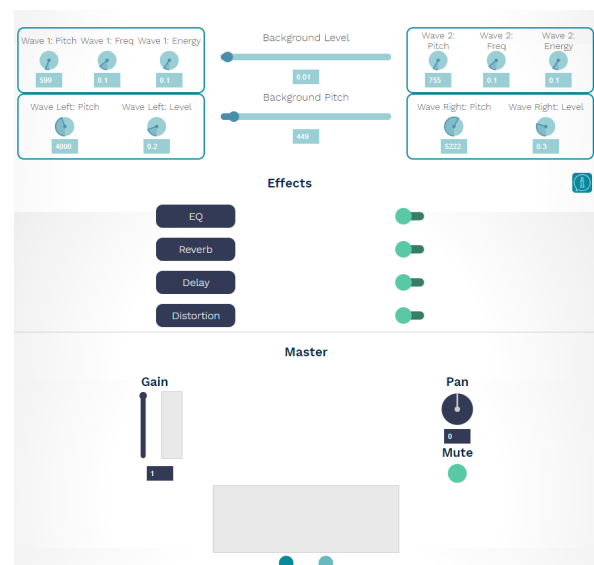 Wave 1: Pitch Wave 1: Freq Wave 1: Energy
599 0.1 0.1
Background Level
0.01
Wave 2: Pitch
Wave 2: Freq
Wave 2: Energy
755 0.1 0.1
Wave Left: Pitch Wave Left: Level
4000 0.2
Background Pitch
449
Wave Right: Pitch Wave Right: Level
5222 0.3
Effects
EQ
Reverb
Delay
Distortion
Master
Gain
1
Pan
0
Mute